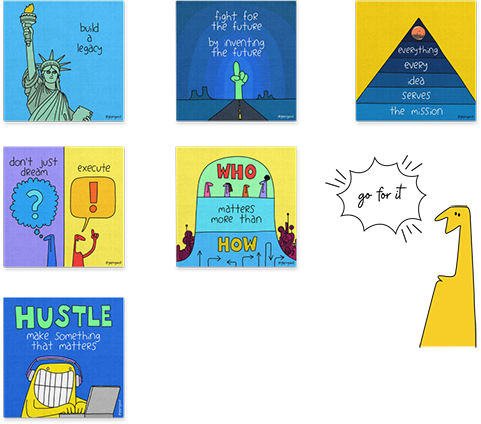 build
a
legacy
fight for
the future
by inventing
the future
everything
every
idea
serves
the mission
don't just
dream
?
execute
!
WHO
matters
more than
HOW
go for it
HUSTLE
make something
that matters